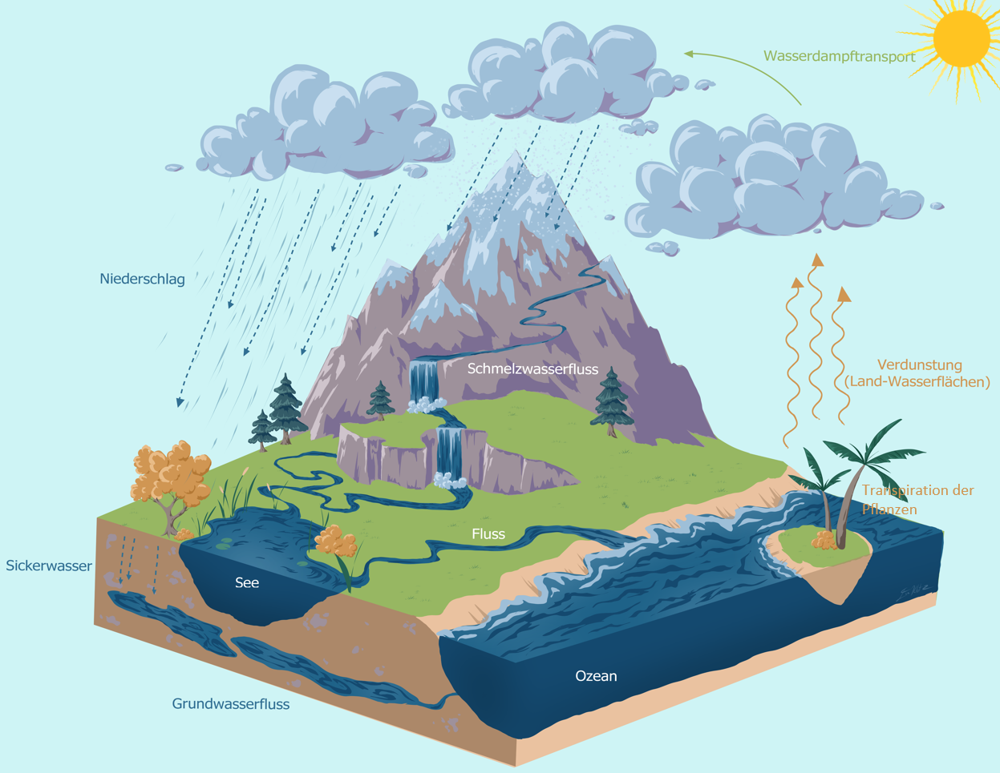 Wasserdampftransport
Niederschlag
Schmelzwasserfluss
Verdunstung
(Land-Wasserflächen)
Transpiration der
Pflanzen
Fluss
Sickerwasser
See
Ozean
Grundwasserfluss